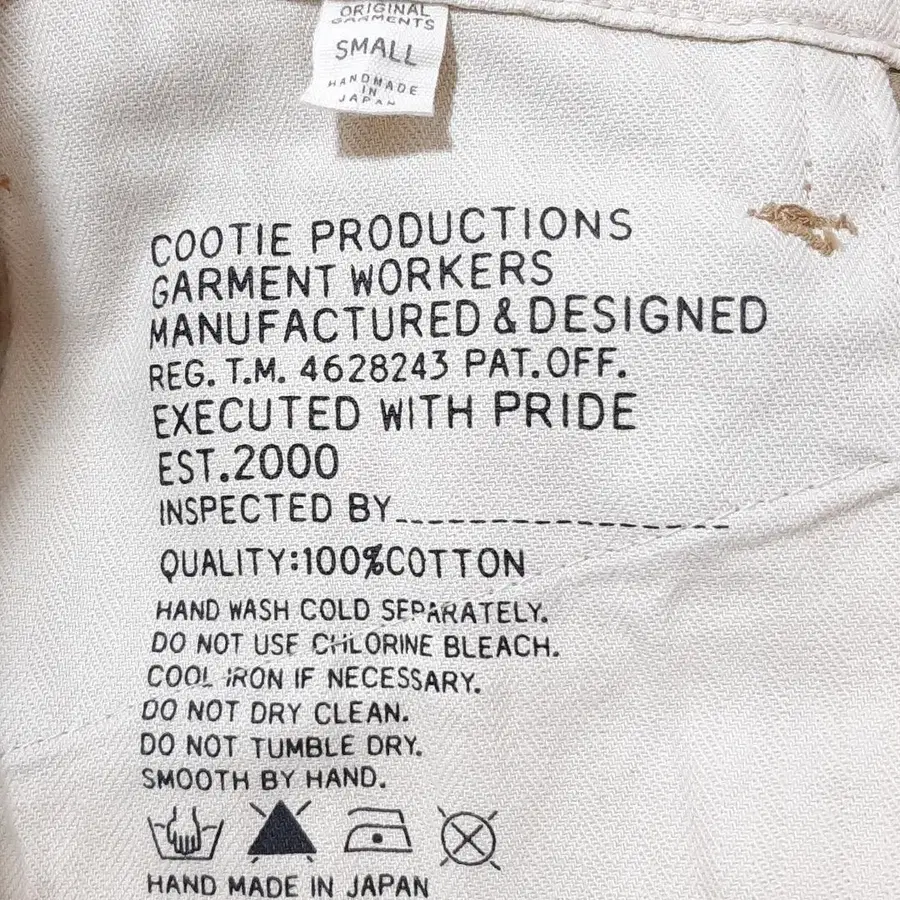 ORIGINAL
GARMENTS
SMALL
HANDMADE
IN
JAPAN
COOTIE PRODUCTIONS
GARMENT WORKERS
MANUFACTURED & DESIGNED
REG. T.M. 4628243 PAT.OFF.
EXECUTED WITH PRIDE
EST.2000
INSPECTED BY__________________
QUALITY:100%COTTON
HAND WASH COLD SEPARATELY.
DO NOT USE CHLORINE BLEACH.
COOL IRON IF NECESSARY.
DO NOT DRY CLEAN.
DO NOT TUMBLE DRY.
SMOOTH BY HAND.
HAND MADE IN JAPAN